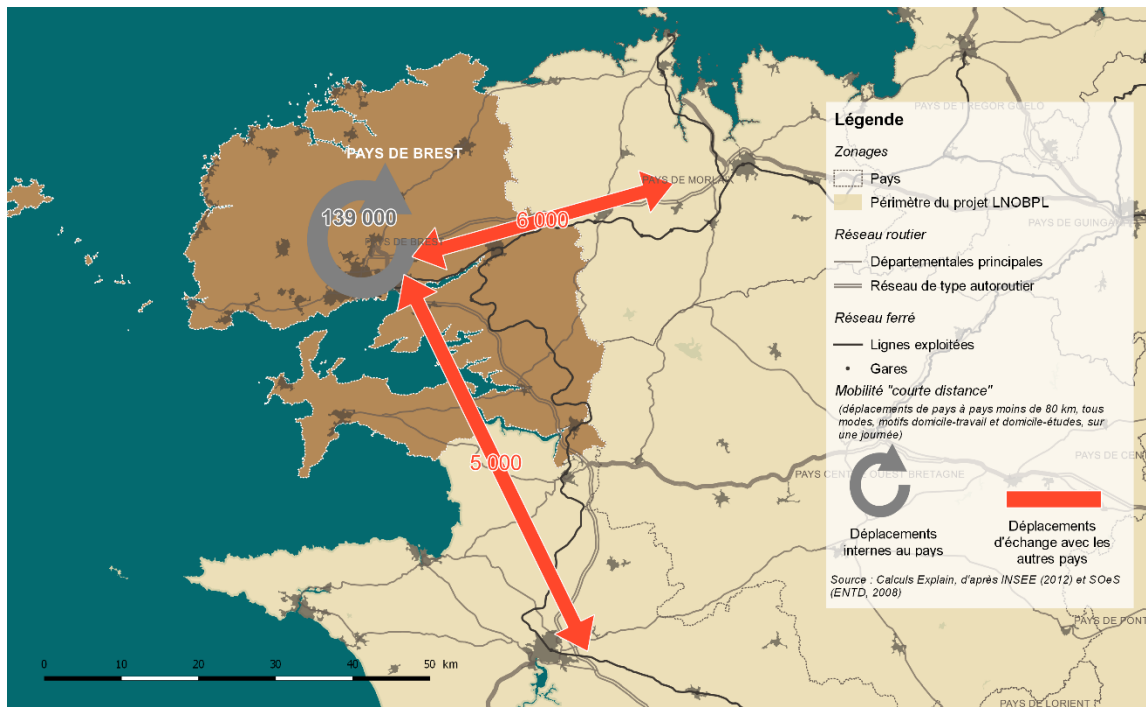 PAYS DE BREST
139 000
PAYS DE BREST
6 000
PAYS DE MORLAIX
5 000
PAYS DE TREGOR GOELO
Légende
Zonages
Pays
Périmètre du projet LNOBPL
PAYS DE GUINGA
Réseau routier
Départementales principales
Réseau de type autoroutier
Réseau ferré
Lignes exploitées
Gares
Mobilité "courte distance"
(déplacements de pays à pays moins de 80 km, tous
modes, motifs domicile-travail et domicile-études, sur
une journée)
PAYS DE CENT
PAYS CENTRE OUEST BRETAGNE
Déplacements
internes au pays
Déplacements
d'échange avec les
autres pays
Source : Calculs Explain, d'après INSEE (2012) et SOeS
(ENTD, 2008)
PAYS DE PONT
PAYS DE LORIENT
0 10 20 30 40 50 km